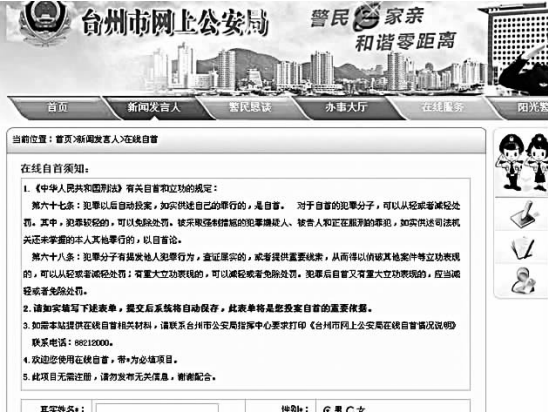 台州市网上公安局
警民 家亲
和谐零距离
首页 新闻发言人 警民恳谈 办事大厅 在线服务 阳光警
当前位置：首页>新闻发言人>在线自首
在线自首须知：
1.《中华人民共和国刑法》有关自首和立功的规定：
第六十七条：犯罪以后自动投案，如实供述自己的罪行的，是自首。 对于自首的犯罪分子，可以从轻或者减轻处
罚。其中，犯罪较轻的，可以免除处罚。被采取强制措施的犯罪嫌疑人、被告人和正在服刑的罪犯，如实供述司法机
关还未掌握的本人其他罪行的，以自首论。
第六十八条：犯罪分子有揭发他人犯罪行为，查证属实的，或者提供重要线索，从而得以侦破其他案件等立功表现
的，可以从轻或者减轻处罚；有重大立功表现的，可以减轻或者免除处罚。犯罪后自首又有重大立功表现的，应当减
轻或者免除处罚。
2.请如实填写下述表单，提交后系统将自动保存，此表单将是您投案自首的重要依据。
3.如需本站提供在线自首相关材料，请联系台州市公安局指挥中心要求打印《台州市网上公安局在线自首情况说明》
联系电话：88212000。
4.欢迎您使用在线自首，带*为必填项目。
5.此项目无需注册，请勿发布无关信息，谢谢配合。
真实姓名*： 性别*： 男 女